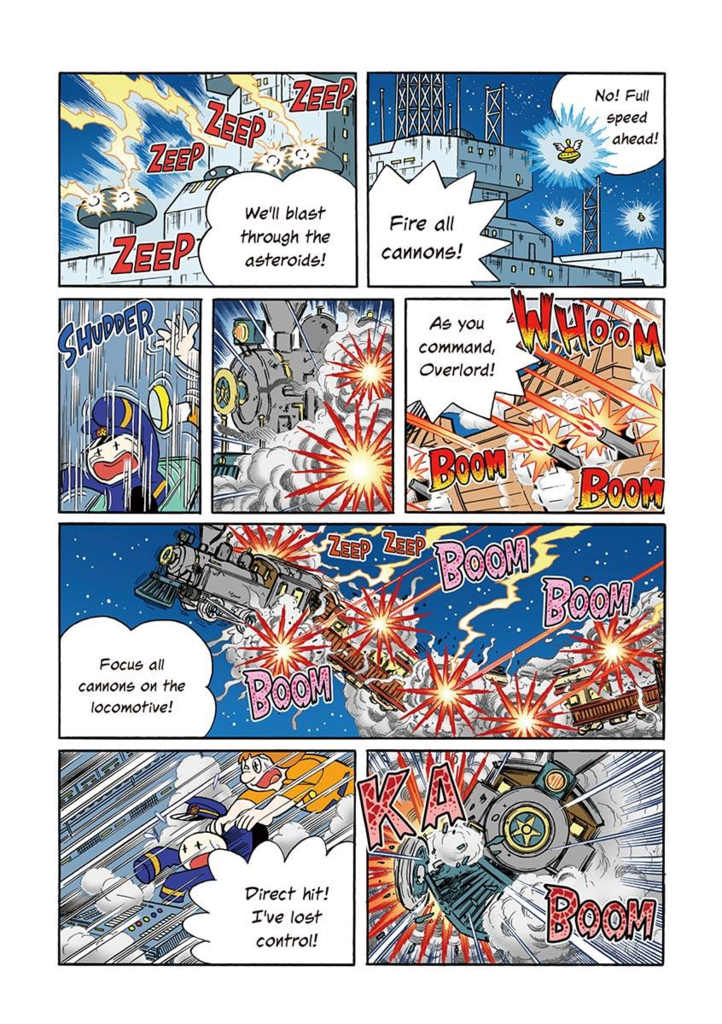 No! Full
speed
ahead!
Fire all
cannons!
ZEEP
ZEEP
ZEEP
ZEEP
We'll blast
through the
asteroids!
WHOOM
As you
command,
Overlord!
BOOM
BOOM
SHUDDER
BOOM
BOOM
ZEEP ZEEP
BOOM
Focus all
cannons on the
locomotive!
KA
BOOM
Direct hit!
I've lost
control!